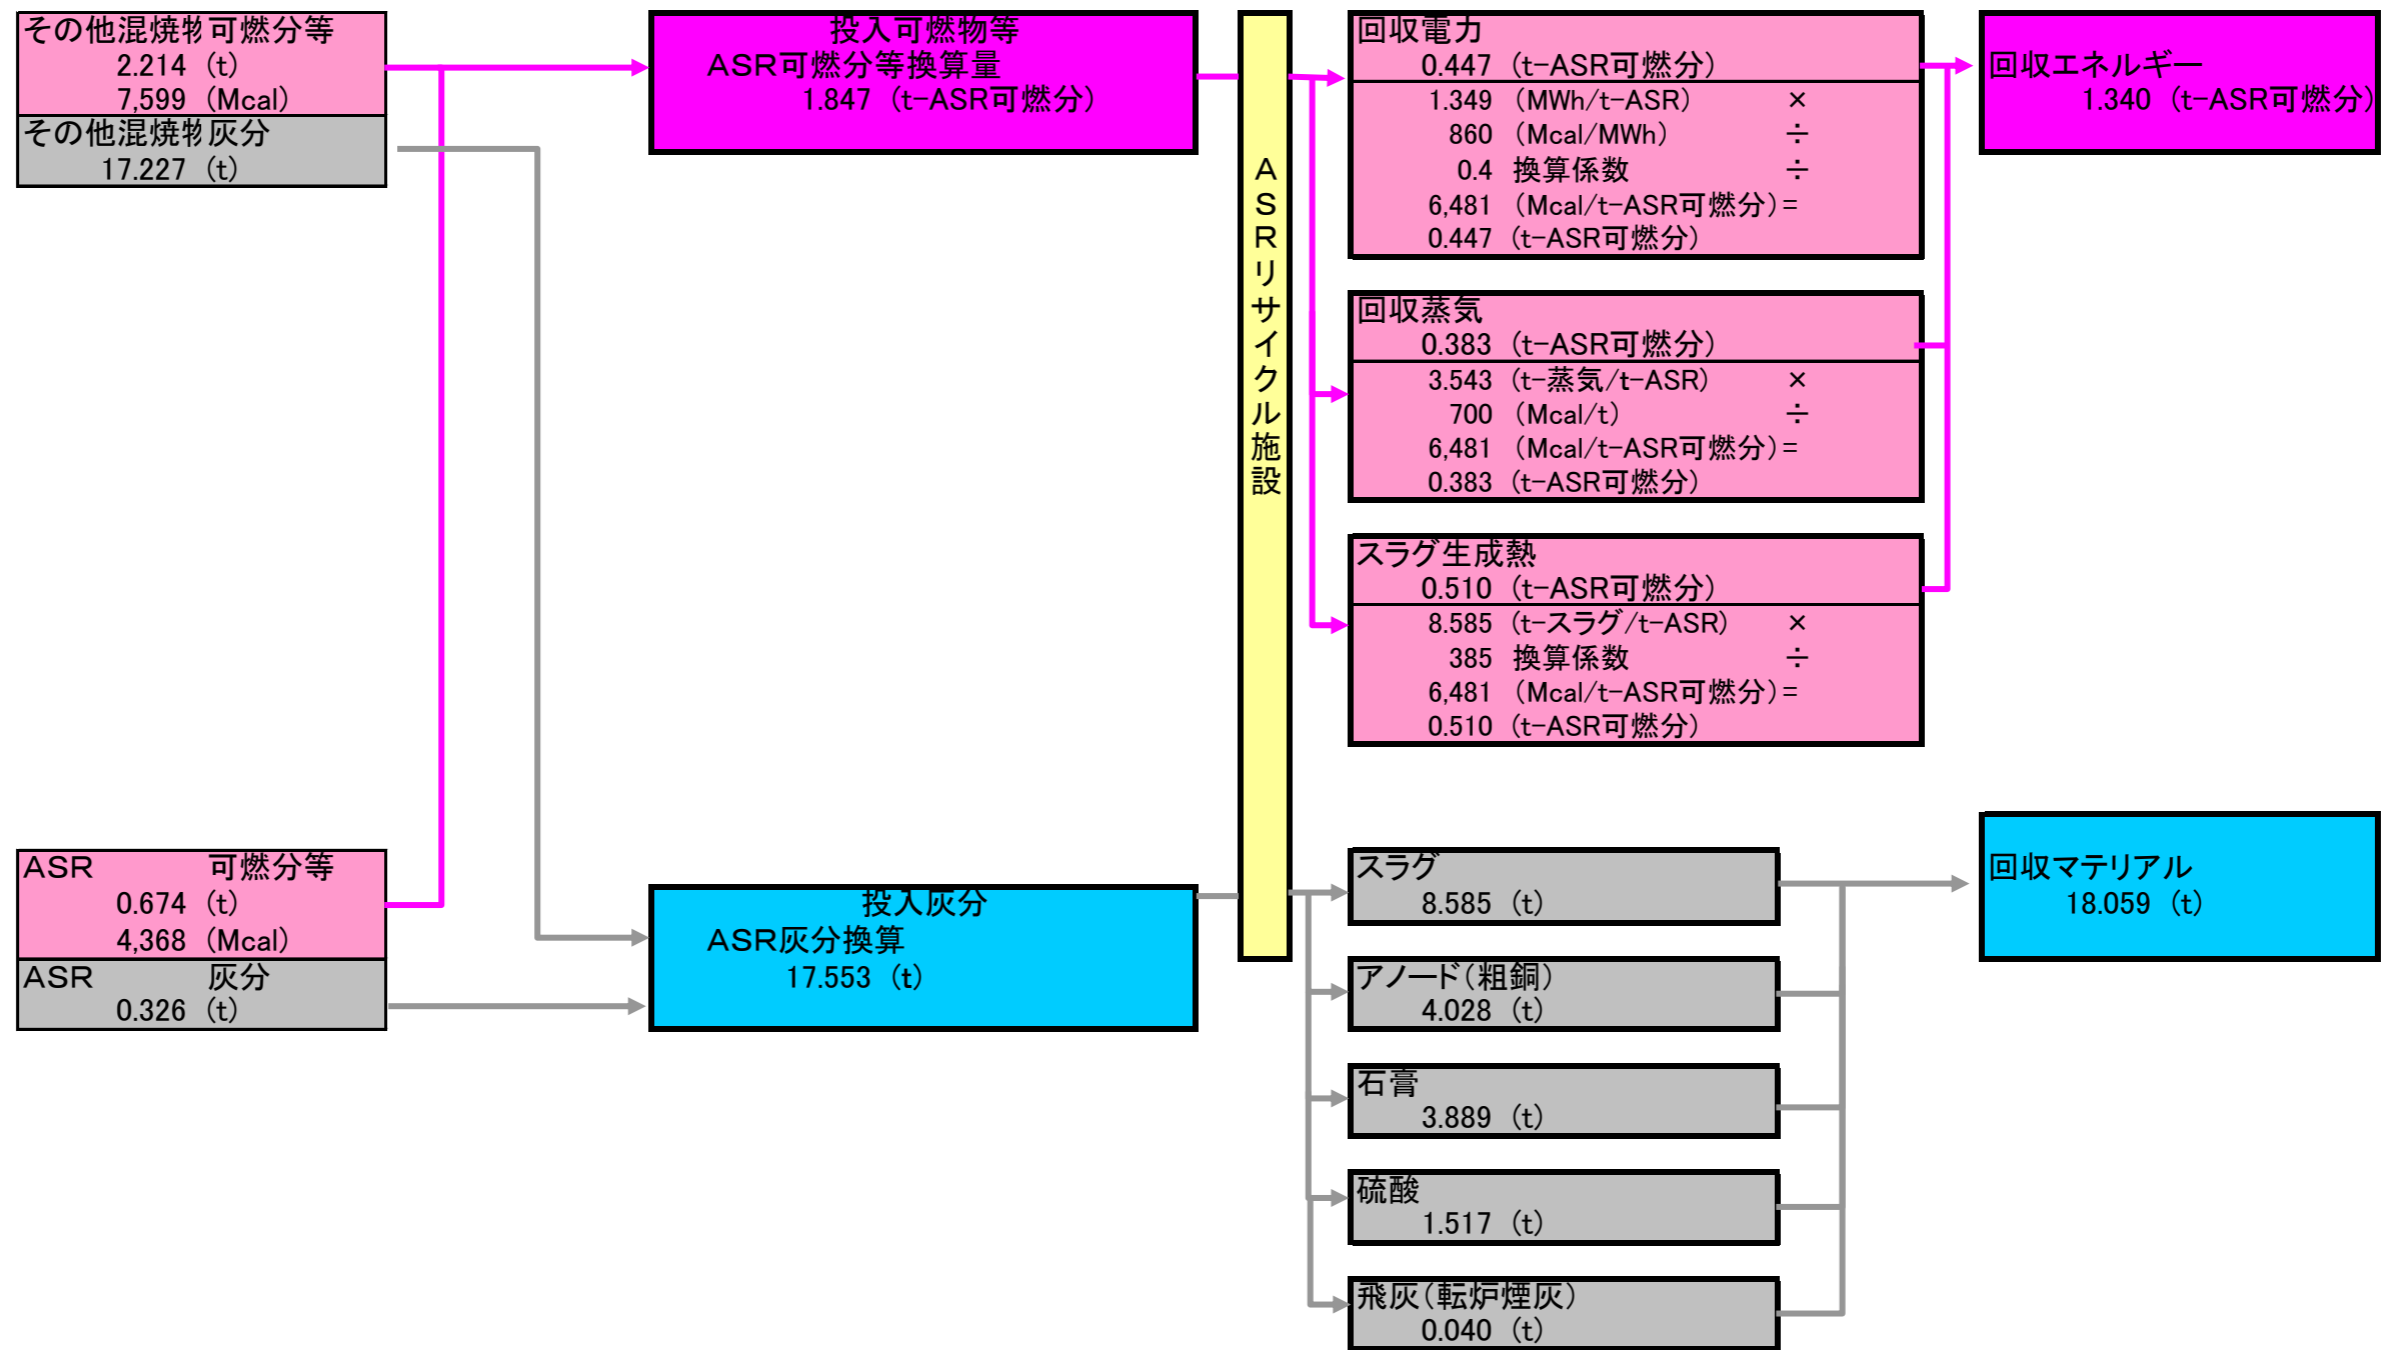 その他混焼物 可燃分等
2.214 (t)
7,599 (Mcal)
その他混焼物 灰分
17.227 (t)
ASR 可燃分等
0.674 (t)
4,368 (Mcal)
ASR 灰分
0.326 (t)
投入可燃物等
ASR可燃分等換算量
1.847 (t-ASR可燃分)
投入灰分
ASR灰分換算
17.553 (t)
ASRリサイクル施設
回収電力
0.447 (t-ASR可燃分)
1.349 (MWh/t-ASR) ×
860 (Mcal/MWh) ÷
0.4 換算係数 ÷
6,481 (Mcal/t-ASR可燃分)=
0.447 (t-ASR可燃分)
回収蒸気
0.383 (t-ASR可燃分)
3.543 (t-蒸気/t-ASR) ×
700 (Mcal/t) ÷
6,481 (Mcal/t-ASR可燃分)=
0.383 (t-ASR可燃分)
スラグ生成熱
0.510 (t-ASR可燃分)
8.585 (t-スラグ/t-ASR) ×
385 換算係数 ÷
6,481 (Mcal/t-ASR可燃分)=
0.510 (t-ASR可燃分)
スラグ
8.585 (t)
アノード(粗銅)
4.028 (t)
石膏
3.889 (t)
硫酸
1.517 (t)
飛灰(転炉煙灰)
0.040 (t)
回収エネルギー
1.340 (t-ASR可燃分)
回収マテリアル
18.059 (t)